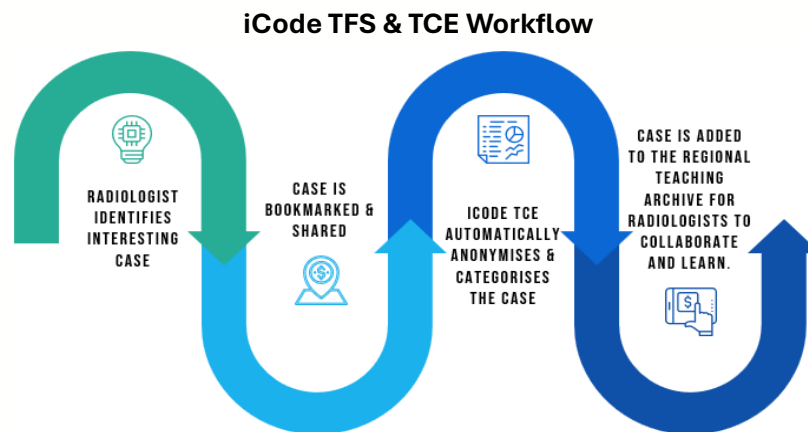 iCode TFS & TCE Workflow
RADIOLOGIST
IDENTIFIES
INTERESTING
CASE
CASE IS
BOOKMARKED &
SHARED
$
ICODE TCE
AUTOMATICALLY
ANONYMISES &
CATEGORISES
THE CASE
CASE IS ADDED
TO THE REGIONAL
TEACHING
ARCHIVE FOR
RADIOLOGISTS TO
COLLABORATE
AND LEARN.
$